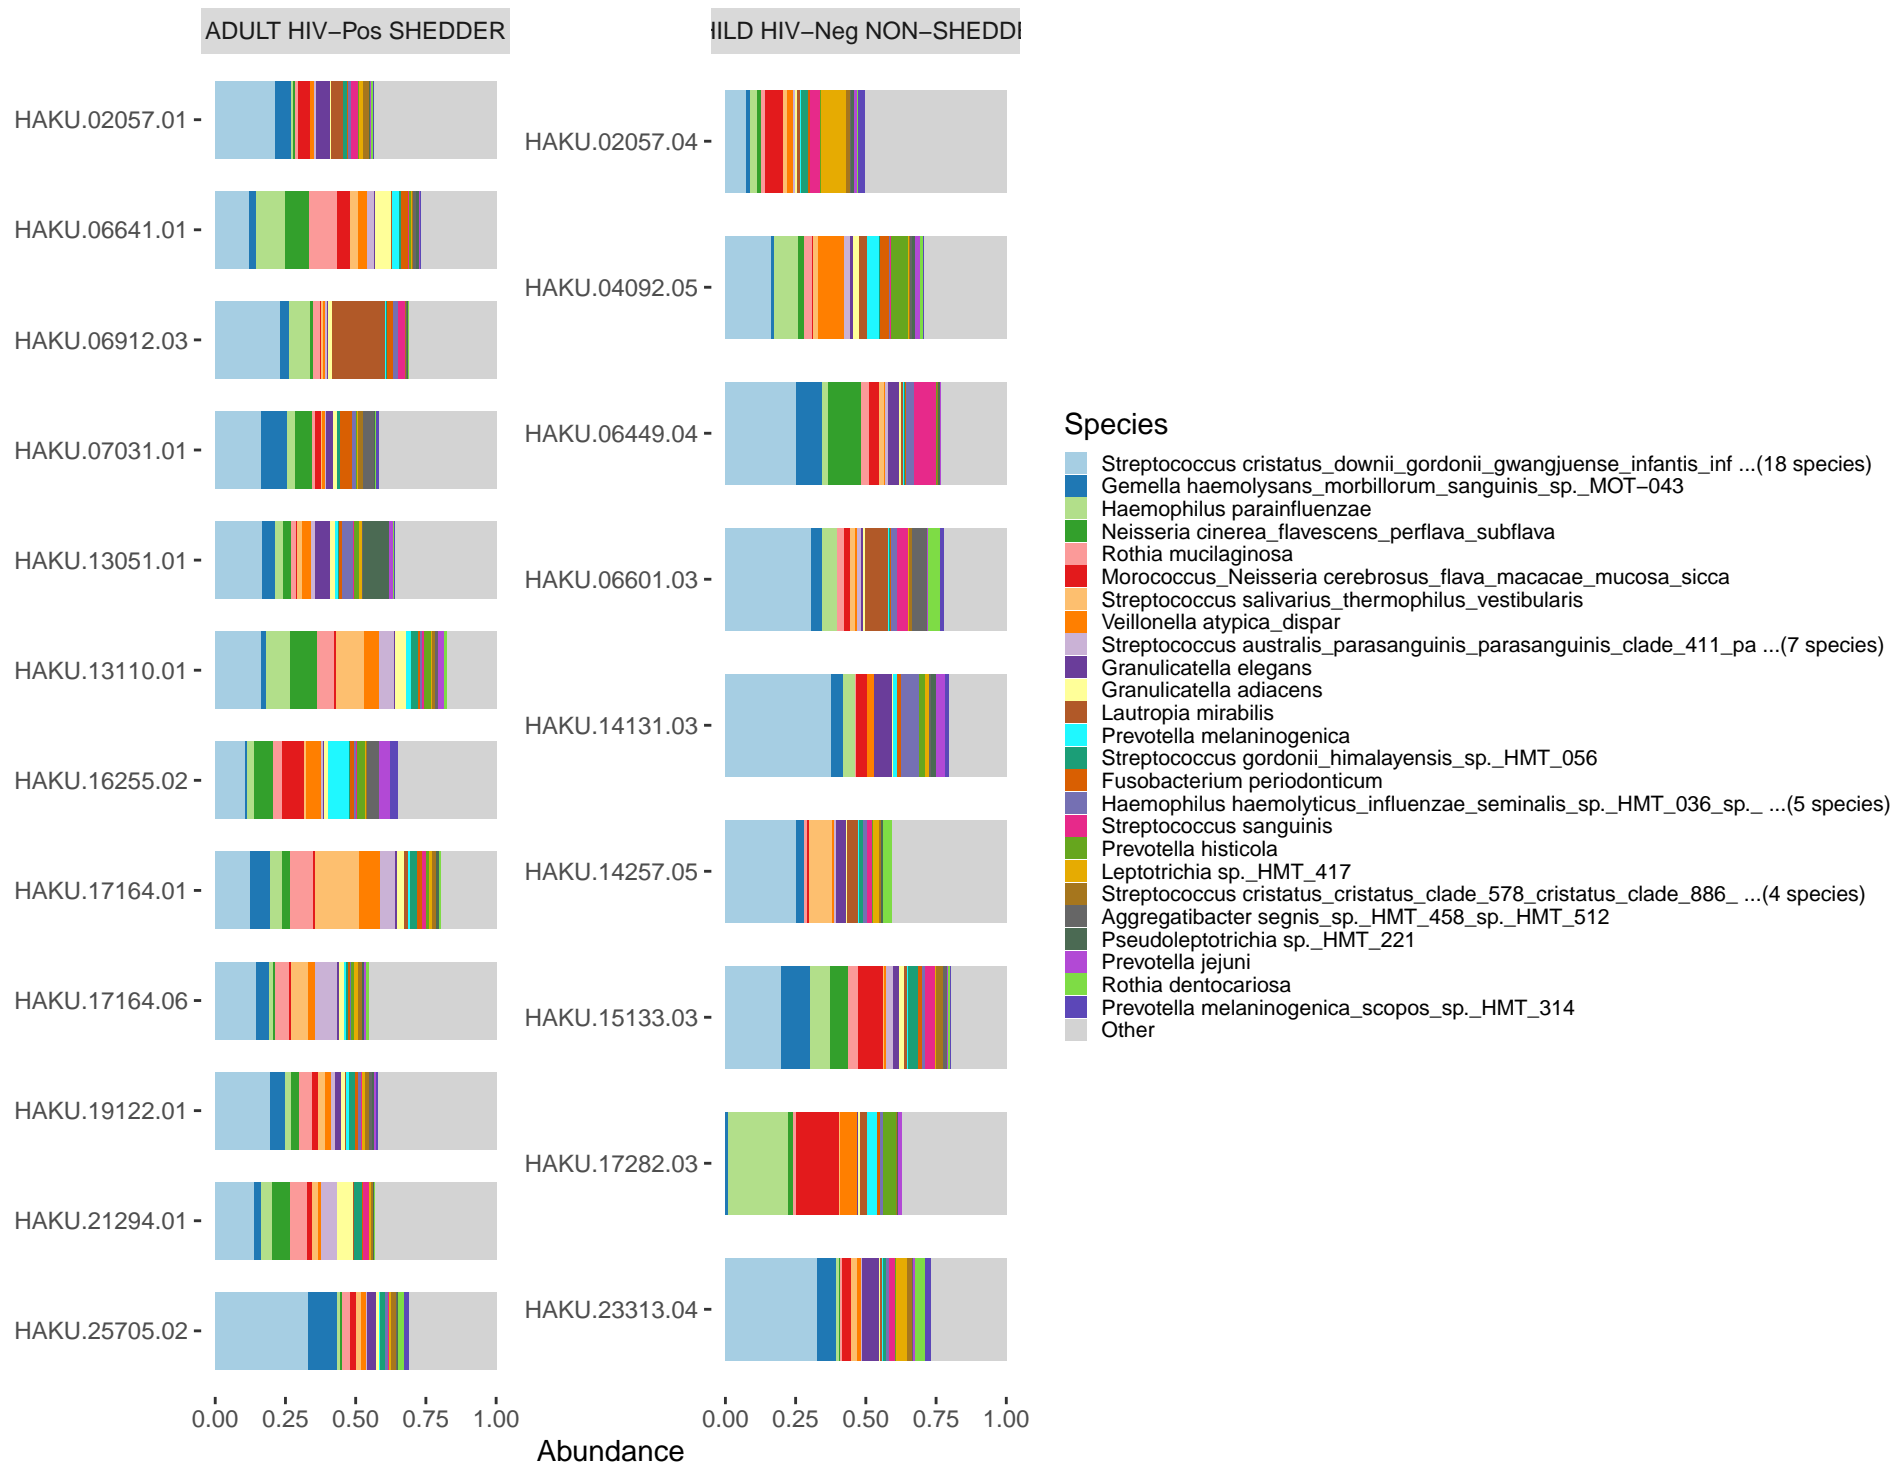 ADULT HIV−Pos SHEDDER
HILD HIV−Neg NON−SHEDDE
HAKU.02057.01
HAKU.06641.01
HAKU.06912.03
HAKU.07031.01
HAKU.13051.01
HAKU.13110.01
HAKU.16255.02
HAKU.17164.01
HAKU.17164.06
HAKU.19122.01
HAKU.21294.01
HAKU.25705.02
0.00 0.25 0.50 0.75 1.00
HAKU.02057.04
HAKU.04092.05
HAKU.06449.04
HAKU.06601.03
HAKU.14131.03
HAKU.14257.05
HAKU.15133.03
HAKU.17282.03
HAKU.23313.04
0.00 0.25 0.50 0.75 1.00
Abundance
Species
Streptococcus cristatus_downii_gordonii_gwangjuense_infantis_inf ...(18 species)
Gemella haemolysans_morbillorum_sanguinis_sp._MOT−043
Haemophilus parainfluenzae
Neisseria cinerea_flavescens_perflava_subflava
Rothia mucilaginosa
Morococcus_Neisseria cerebrosus_flava_macacae_mucosa_sicca
Streptococcus salivarius_thermophilus_vestibularis
Veillonella atypica_dispar
Streptococcus australis_parasanguinis_parasanguinis_clade_411_pa ...(7 species)
Granulicatella elegans
Granulicatella adiacens
Lautropia mirabilis
Prevotella melaninogenica
Streptococcus gordonii_himalayensis_sp._HMT_056
Fusobacterium periodonticum
Haemophilus haemolyticus_influenzae_seminalis_sp._HMT_036_sp._ ...(5 species)
Streptococcus sanguinis
Prevotella histicola
Leptotrichia sp._HMT_417
Streptococcus cristatus_cristatus_clade_578_cristatus_clade_886_ ...(4 species)
Aggregatibacter segnis_sp._HMT_458_sp._HMT_512
Pseudoleptotrichia sp._HMT_221
Prevotella jejuni
Rothia dentocariosa
Prevotella melaninogenica_scopos_sp._HMT_314
Other